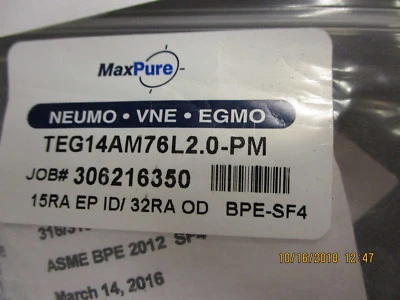 MaxPure
NEUMO • VNE • EGMO
TEG14AM76L2.0-PM
JOB# 306216350
15RA EP ID/ 32RA OD BPE-SF4
ASME BPE 2012 SF4
March 14, 2016
10/16/2018 12:47